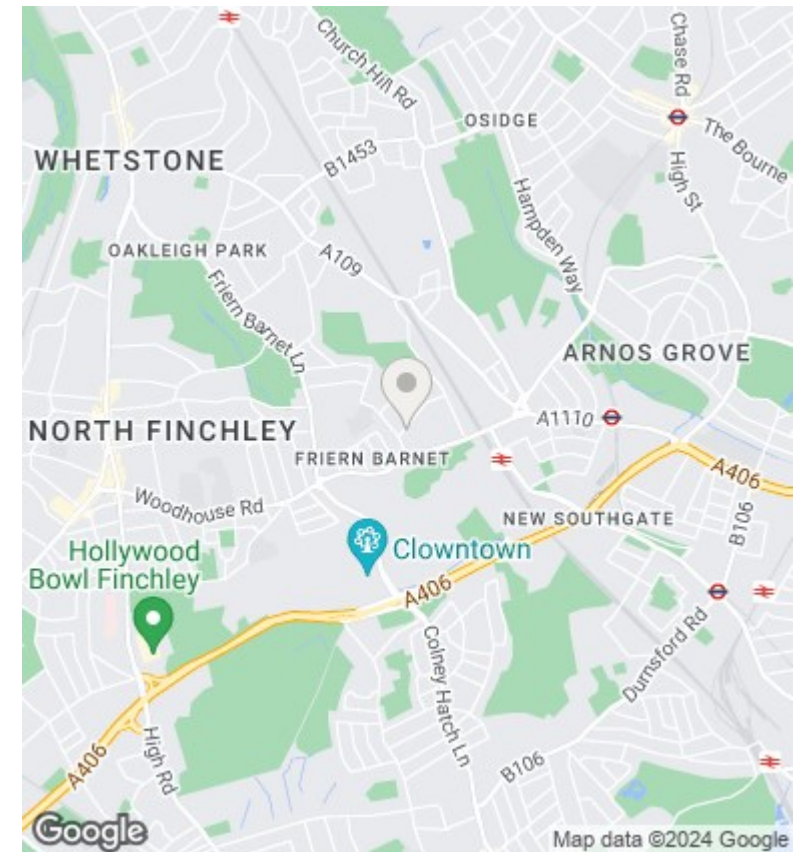 Church Hill Rd
Chase Rd
OSIDGE
The Bourne
B1453
WHETSTONE
High St
Hampden Way
OAKLEIGH PARK
A109
Friern Barnet Ln
ARNOS GROVE
A1110
NORTH FINCHLEY
FRIERN BARNET
A406
Woodhouse Rd
NEW SOUTHGATE
B106
Hollywood
Bowl Finchley
Clowntown
A406
Durnsford Rd
Colney Hatch Ln
High Rd
A406
B106
Google
Map data ©2024 Google